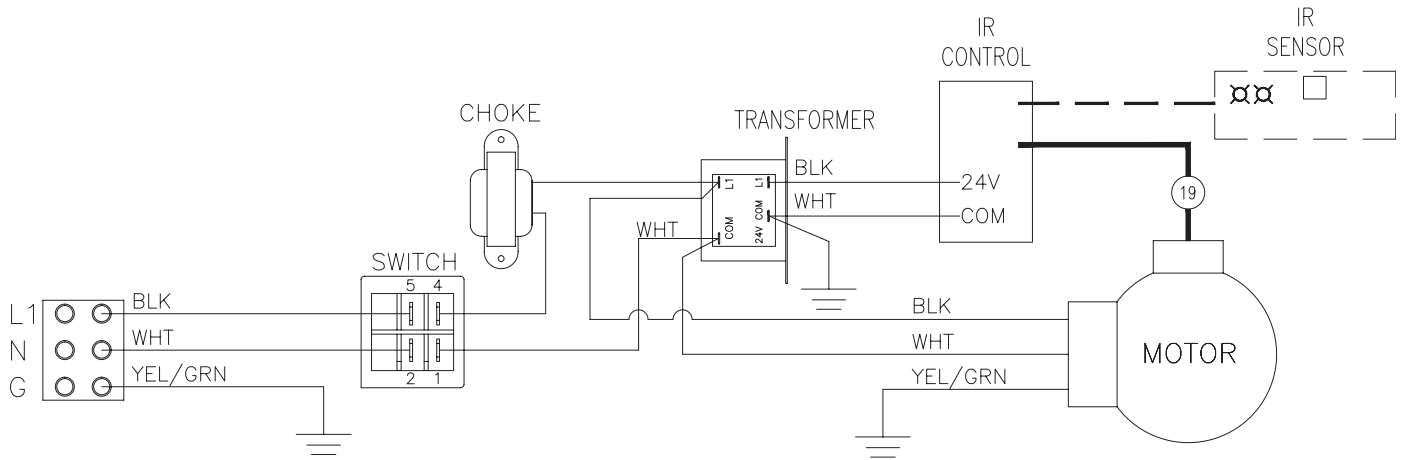 IR
CONTROL
IR
SENSOR
CHOKE
TRANSFORMER
L1
L1
COM
24V COM
BLK
WHT
24V
COM
19
WHT
SWITCH
5 4
2 1
L1
N
G
BLK
WHT
YEL/GRN
BLK
WHT
YEL/GRN
MOTOR